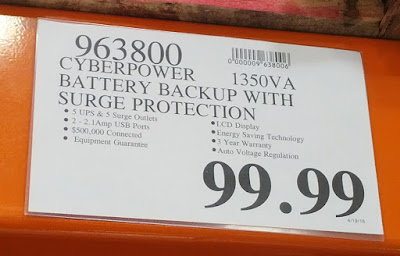 963800
0000009638006
CYBERPOWER 1350VA
BATTERY BACKUP WITH
SURGE PROTECTION
• 5 UPS & 5 Surge Outlets
• 2 - 2.1Amp USB Ports
• $500,000 Connected
Equipment Guarantee
• LCD Display
• Energy Saving Technology
• 3 Year Warranty
• Auto Voltage Regulation
99.99